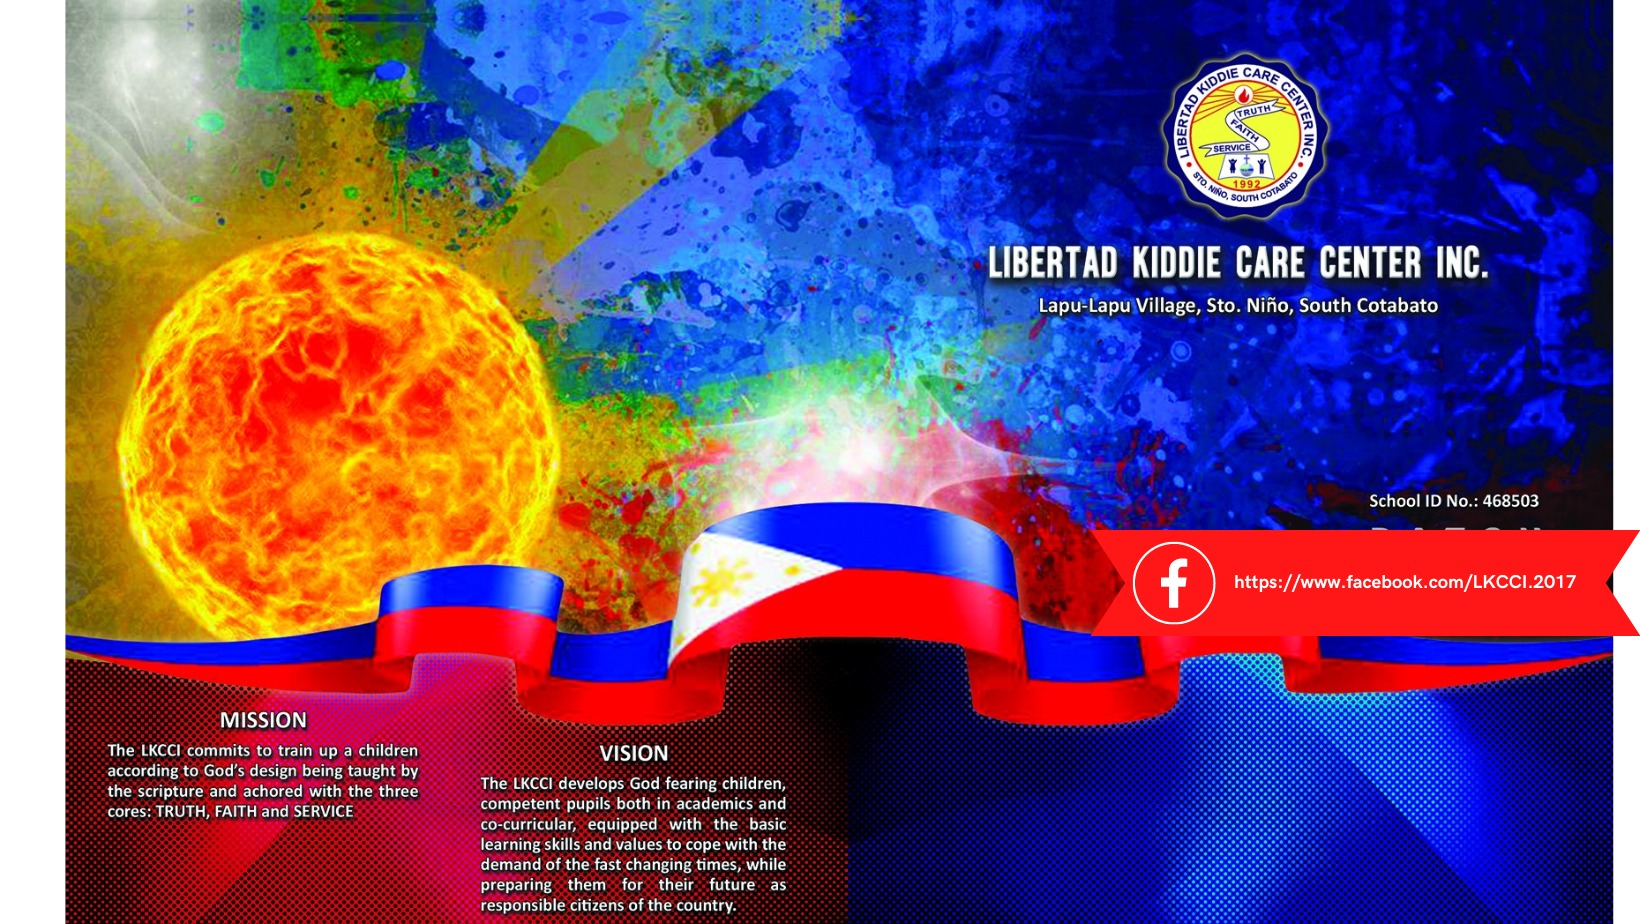 LIBERTAD KIDDIE CARE CENTER INC.
TRUTH
FAITH
SERVICE
1992
STO. NIÑO, SOUTH COTABATO
LIBERTAD KIDDIE CARE CENTER INC.
Lapu-Lapu Village, Sto. Niño, South Cotabato
School ID No.: 468503
https://www.facebook.com/LKCCI.2017
MISSION
The LKCCI commits to train up a children
according to God's design being taught by
the scripture and achored with the three
cores: TRUTH, FAITH and SERVICE
VISION
The LKCCI develops God fearing children,
competent pupils both in academics and
co-curricular, equipped with the basic
learning skills and values to cope with the
demand of the fast changing times, while
preparing them for their future as
responsible citizens of the country.